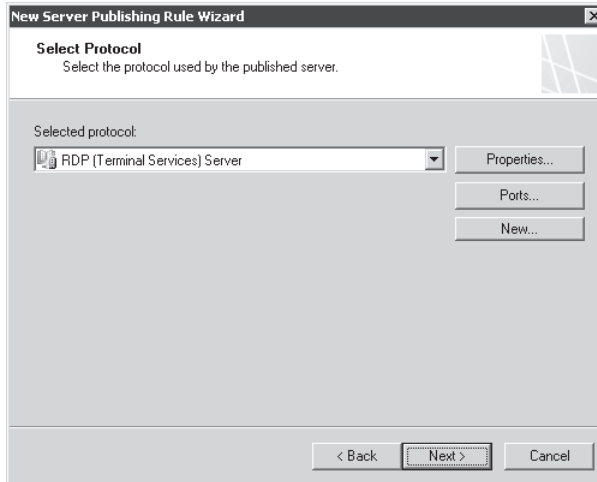 New Server Publishing Rule Wizard
Select Protocol
Select the protocol used by the published server.
Selected protocol:
RDP (Terminal Services) Server
Properties...
Ports...
New...
< Back
Next >
Cancel